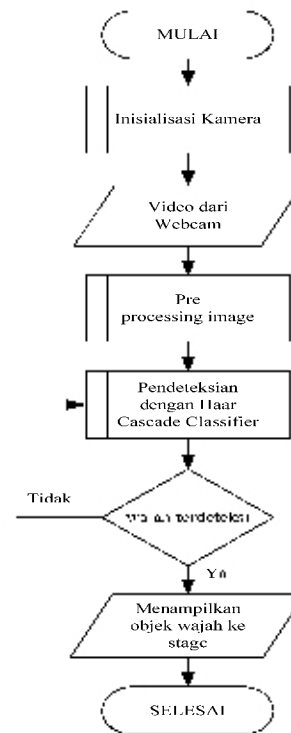 MULAI
Inisialisasi Kamera
Video dari
Webcam
Pre
processing image
Pendeteksian
dengan Haar
Cascade Classifier
Tidak
terdeteksi
Ya
Menampilkan
objek wajah ke
stage
SELESAI